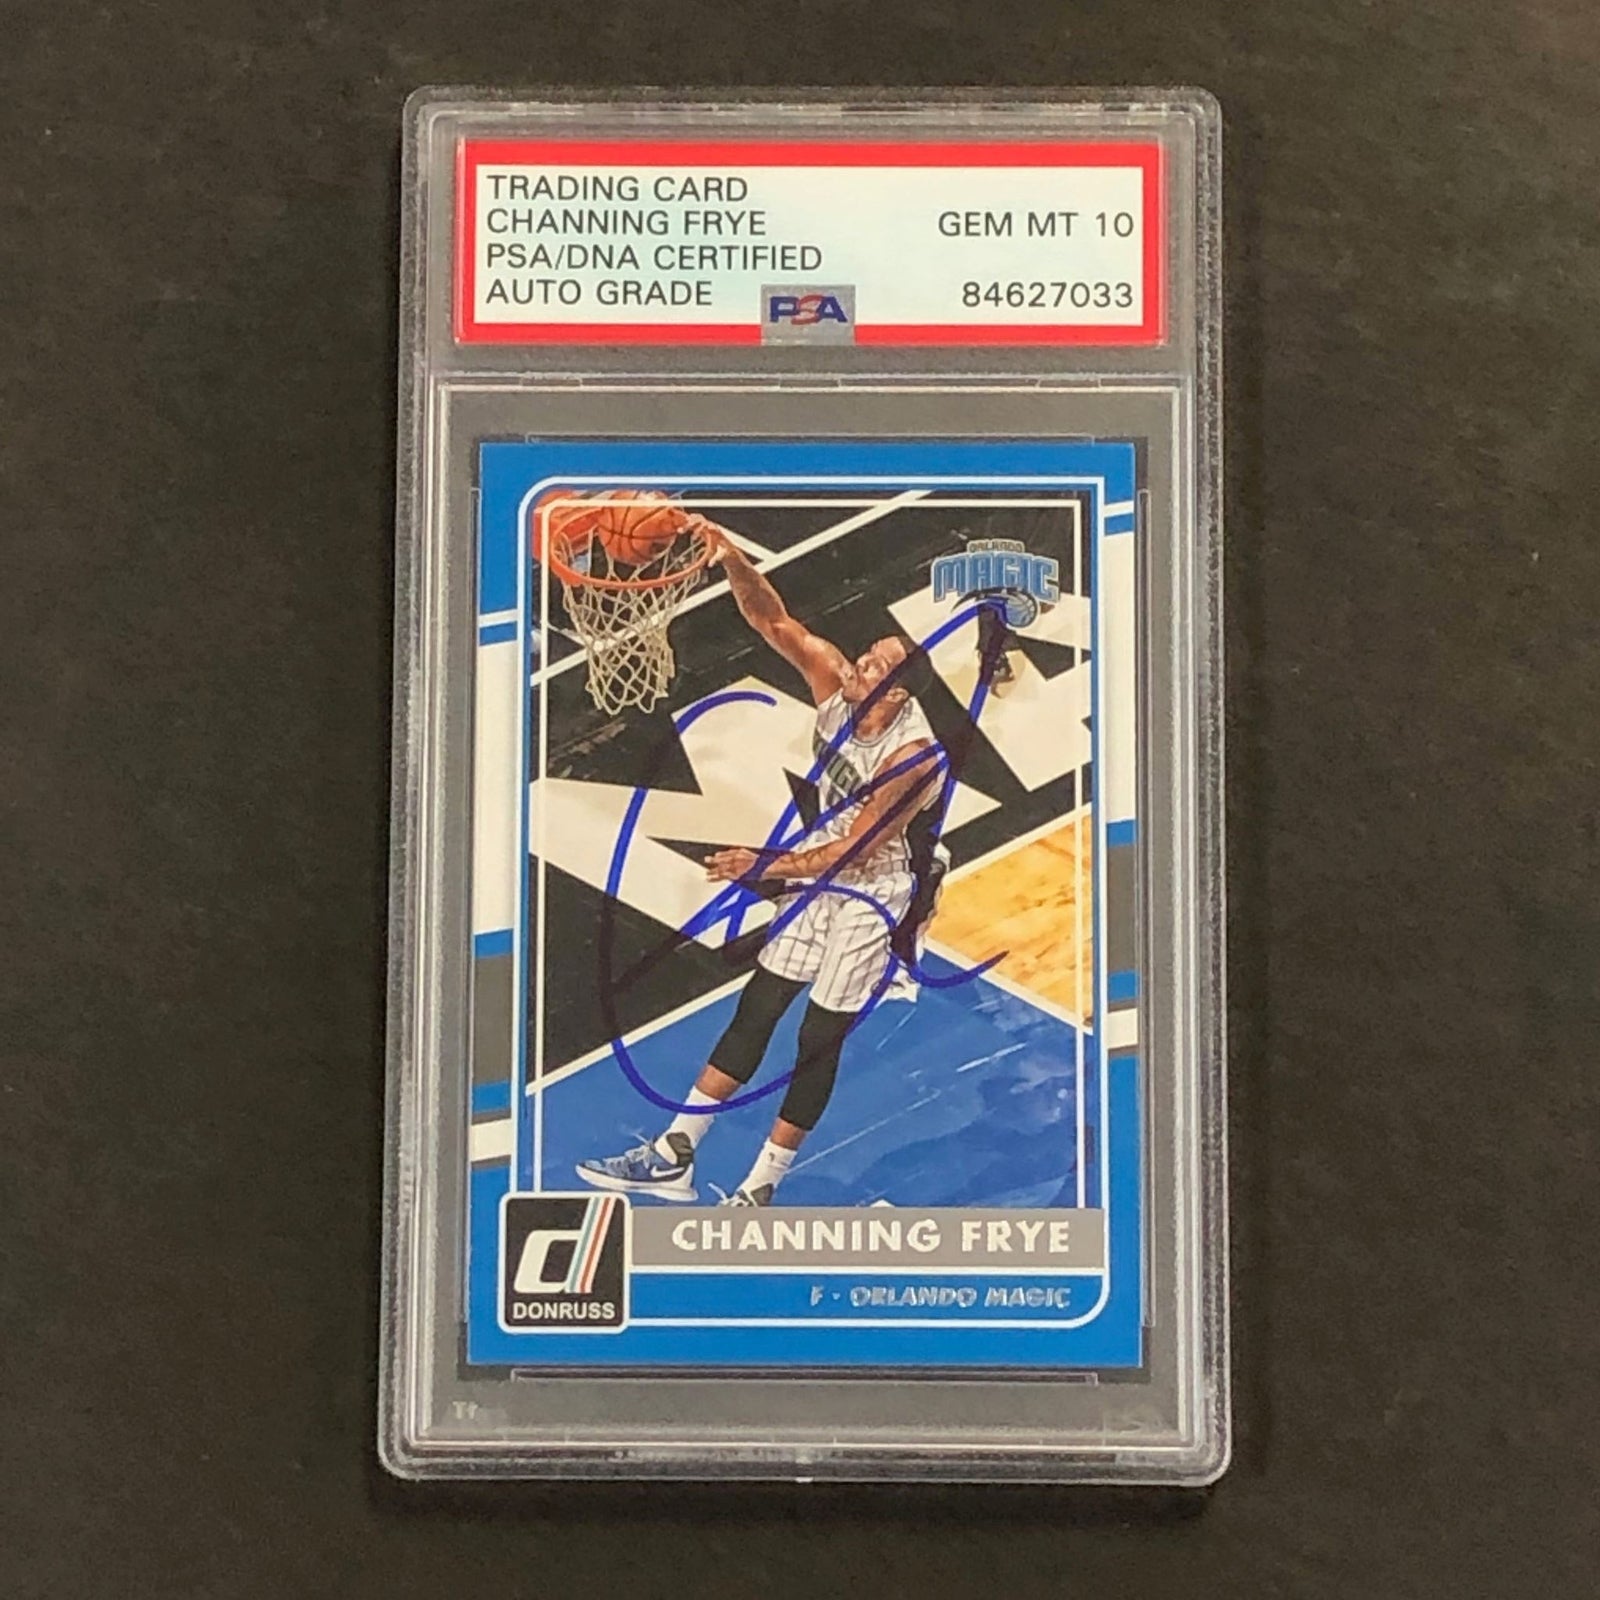 TRADING CARD
CHANNING FRYE
PSA/DNA CERTIFIED
AUTO GRADE
GEM MT 10
84627033
PSA
ORLANDO
MAGIC
CHANNING FRYE
F - ORLANDO MAGIC
d
DONRUSS